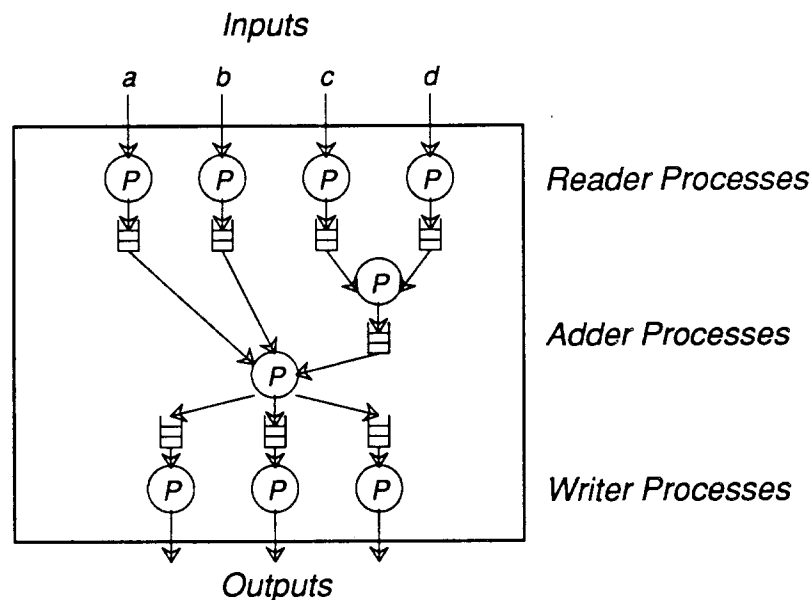 Inputs
a b c d
P P P P Reader Processes
P
Adder Processes
P
P P P Writer Processes
Outputs